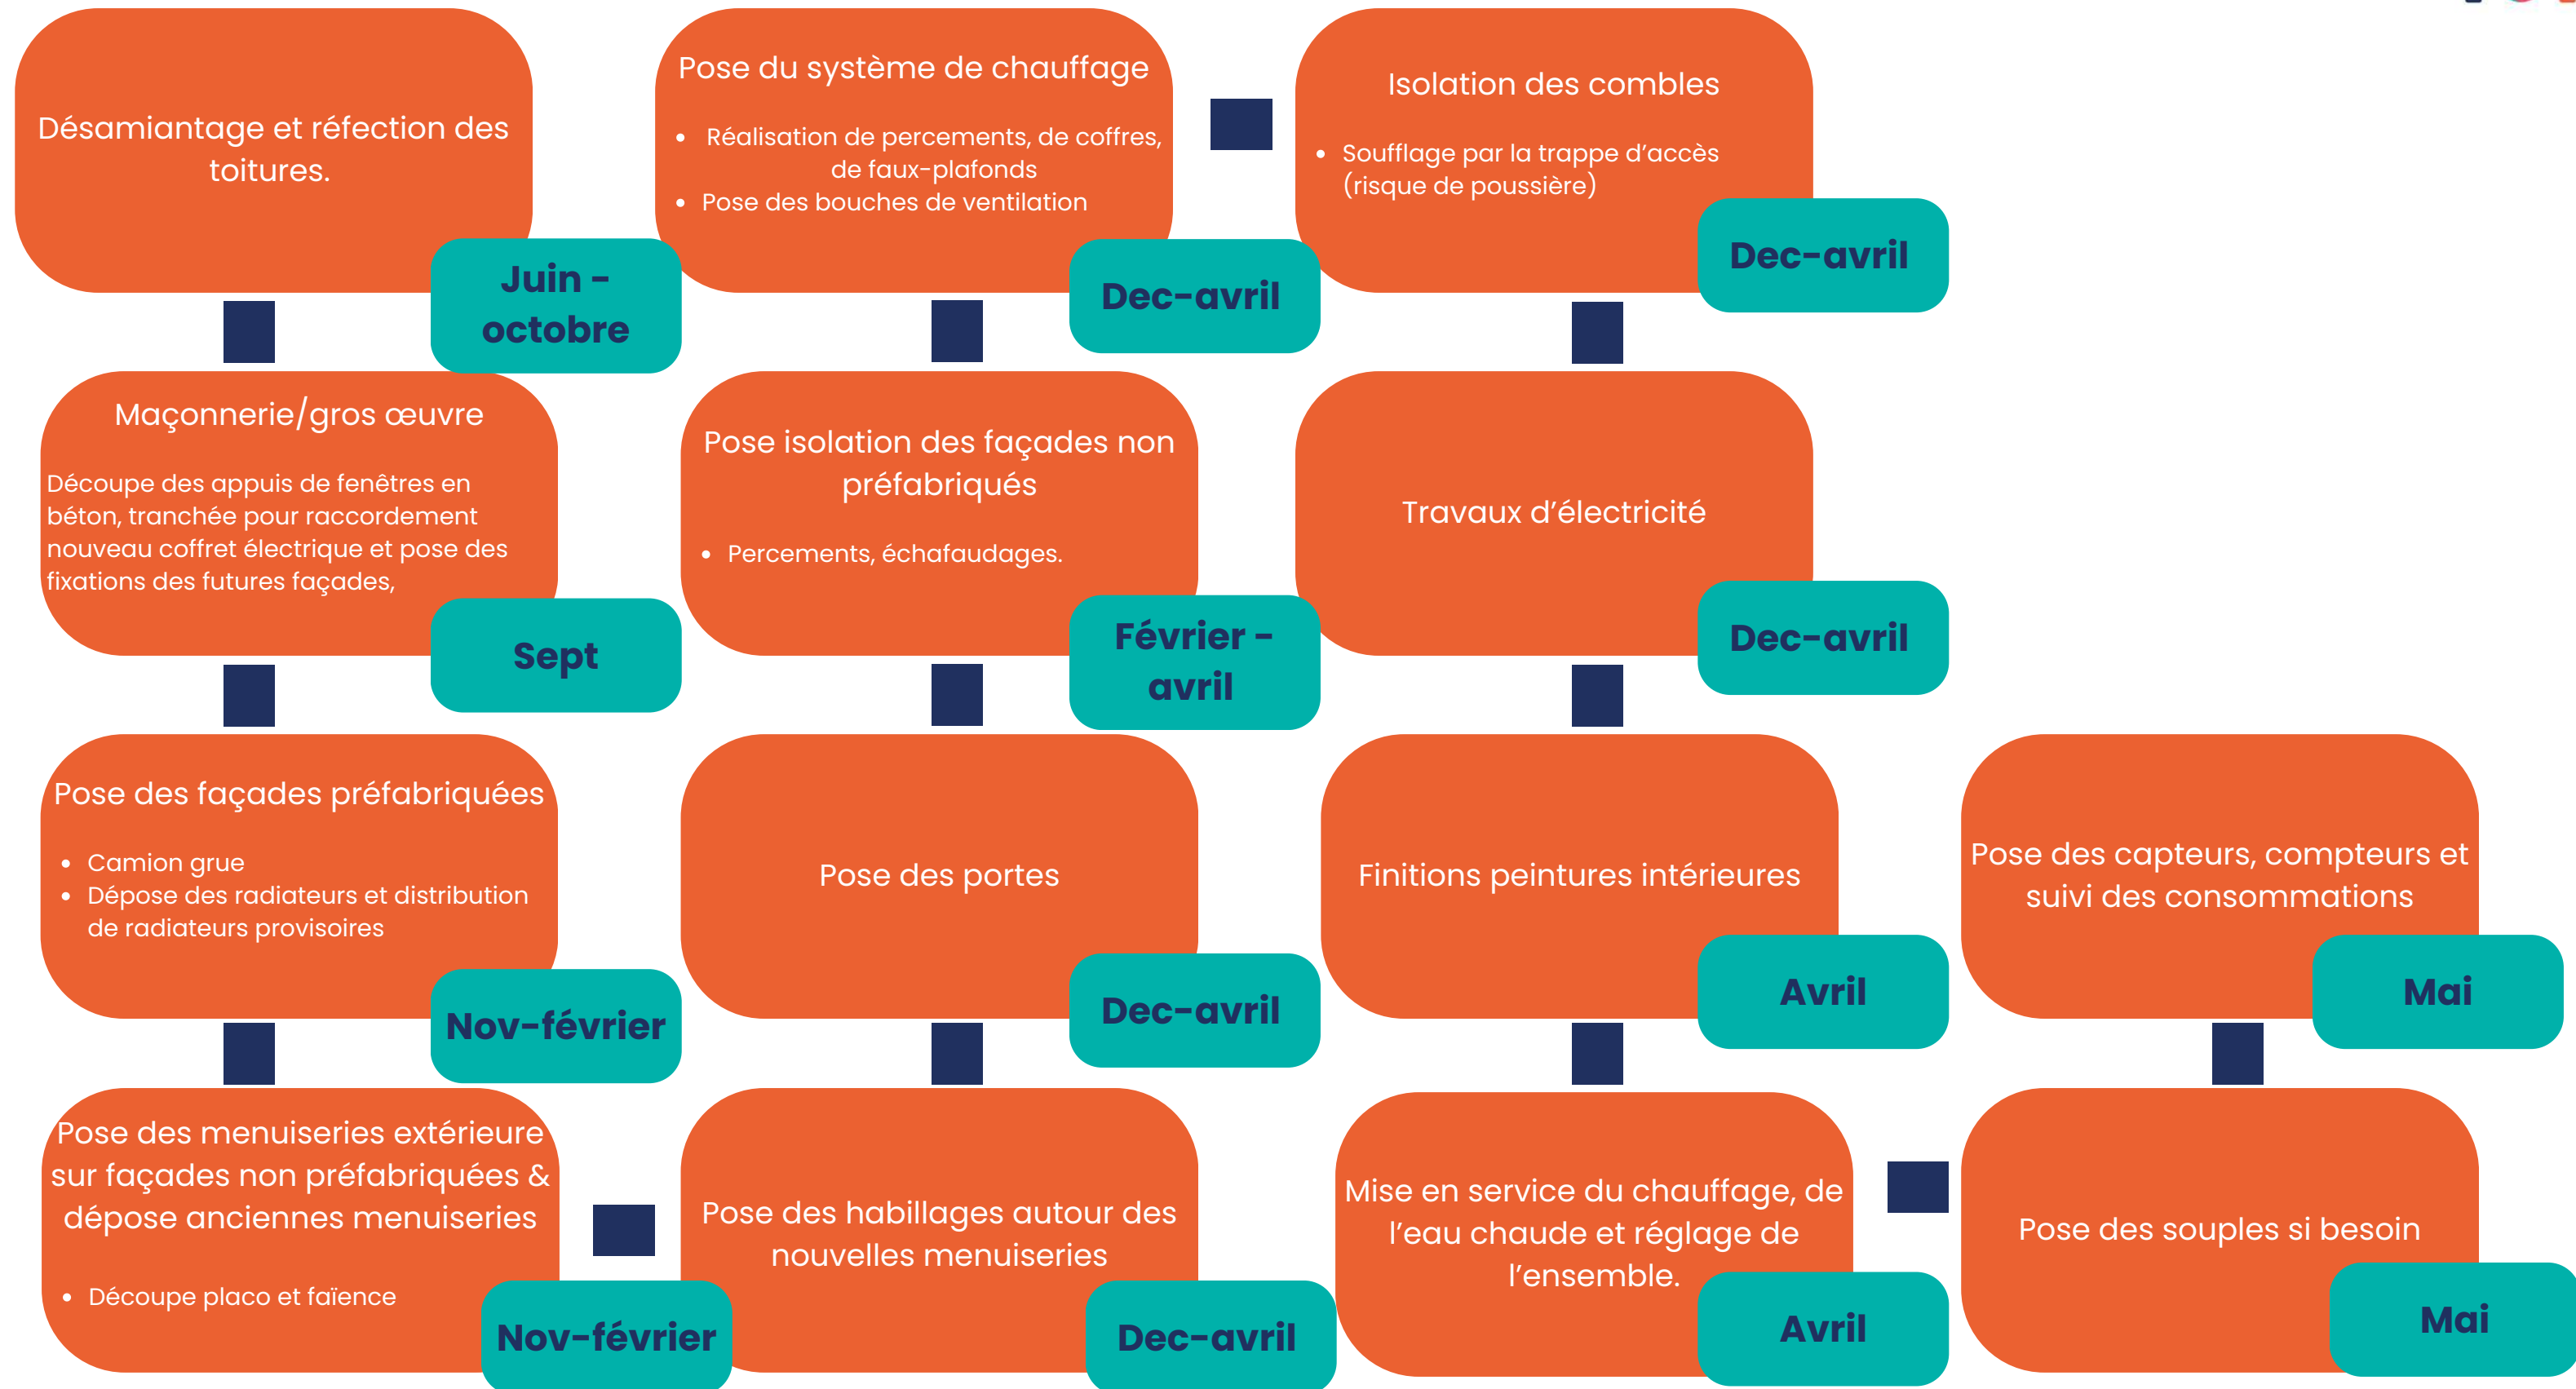 Désamiantage et réfection des
toitures.
Juin -
octobre
Maçonnerie/gros œuvre
Découpe des appuis de fenêtres en
béton, tranchée pour raccordement
nouveau coffret électrique et pose des
fixations des futures façades,
Sept
Pose des façades préfabriquées
• Camion grue
• Dépose des radiateurs et distribution
de radiateurs provisoires
Nov-février
Pose des menuiseries extérieure
sur façades non préfabriquées &
dépose anciennes menuiseries
• Découpe placo et faïence
Nov-février
Pose des habillages autour des
nouvelles menuiseries
Dec-avril
Pose des portes
Dec-avril
Pose isolation des façades non
préfabriqués
• Percements, échafaudages.
Février -
avril
Pose du système de chauffage
• Réalisation de percements, de coffres,
de faux-plafonds
• Pose des bouches de ventilation
Dec-avril
Isolation des combles
• Soufflage par la trappe d’accès
(risque de poussière)
Dec-avril
Travaux d’électricité
Dec-avril
Finitions peintures intérieures
Avril
Mise en service du chauffage, de
l’eau chaude et réglage de
l’ensemble.
Avril
Pose des souples si besoin
Mai
Pose des capteurs, compteurs et
suivi des consommations
Mai